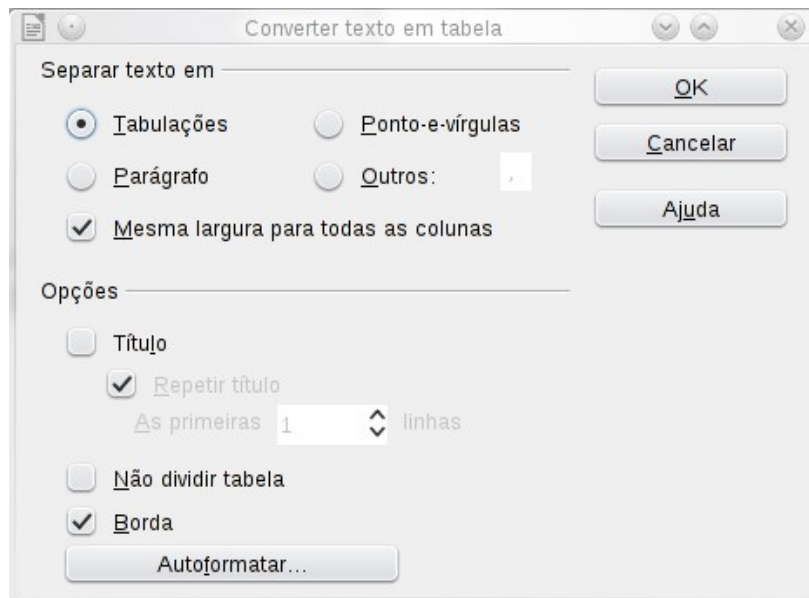 Converter texto em tabela
Separar texto em
OK
Tabulações
Ponto-e-vírgulas
Cancelar
Parágrafo
Outros:
,
Ajuda
Mesma largura para todas as colunas
Opções
Título
Repetir título
As primeiras 1 linhas
Não dividir tabela
Borda
Autoformatar...